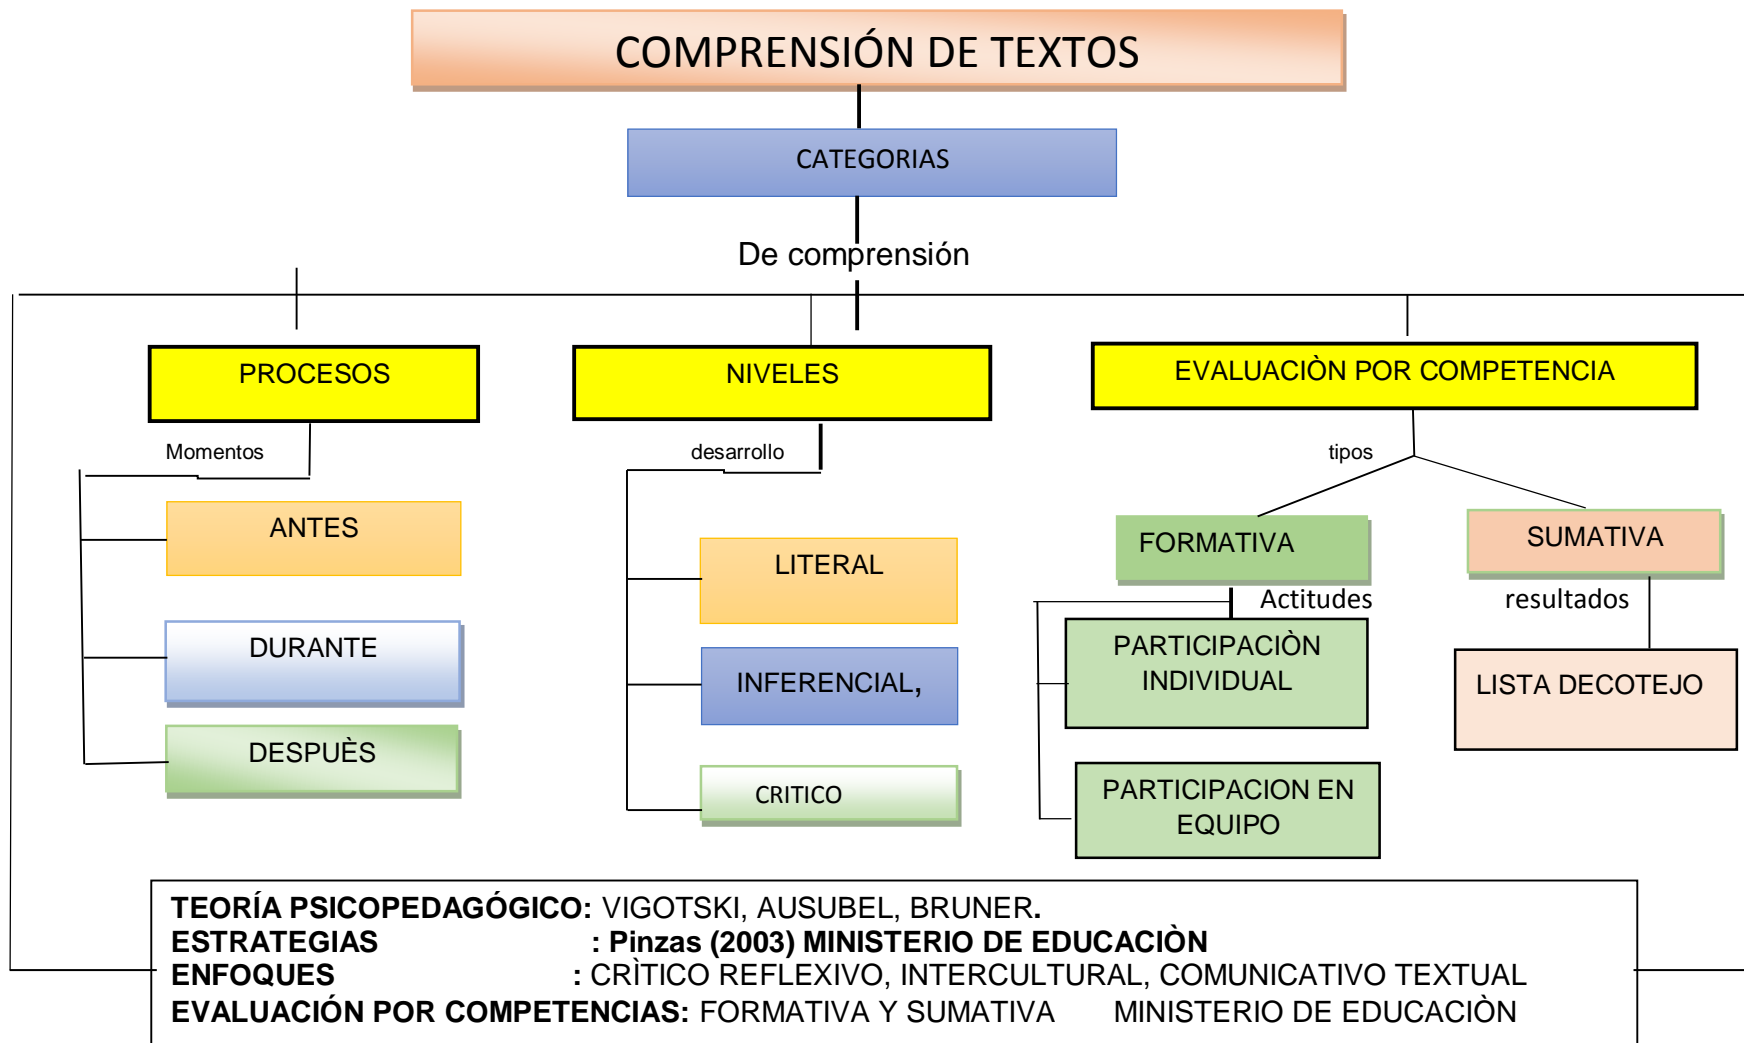 COMPRENSIÓN DE TEXTOS
CATEGORIAS
De comprensión
PROCESOS
NIVELES
EVALUACIÒN POR COMPETENCIA
Momentos
desarrollo
tipos
ANTES
DURANTE
DESPUÈS
LITERAL
INFERENCIAL,
CRITICO
FORMATIVA
SUMATIVA
Actitudes
resultados
PARTICIPACIÒN
INDIVIDUAL
LISTA DECOTEJO
PARTICIPACION EN
EQUIPO
TEORÍA PSICOPEDAGÓGICO: VIGOTSKI, AUSUBEL, BRUNER.
ESTRATEGIAS : Pinzas (2003) MINISTERIO DE EDUCACIÒN
ENFOQUES : CRÌTICO REFLEXIVO, INTERCULTURAL, COMUNICATIVO TEXTUAL
EVALUACIÓN POR COMPETENCIAS: FORMATIVA Y SUMATIVA MINISTERIO DE EDUCACIÒN